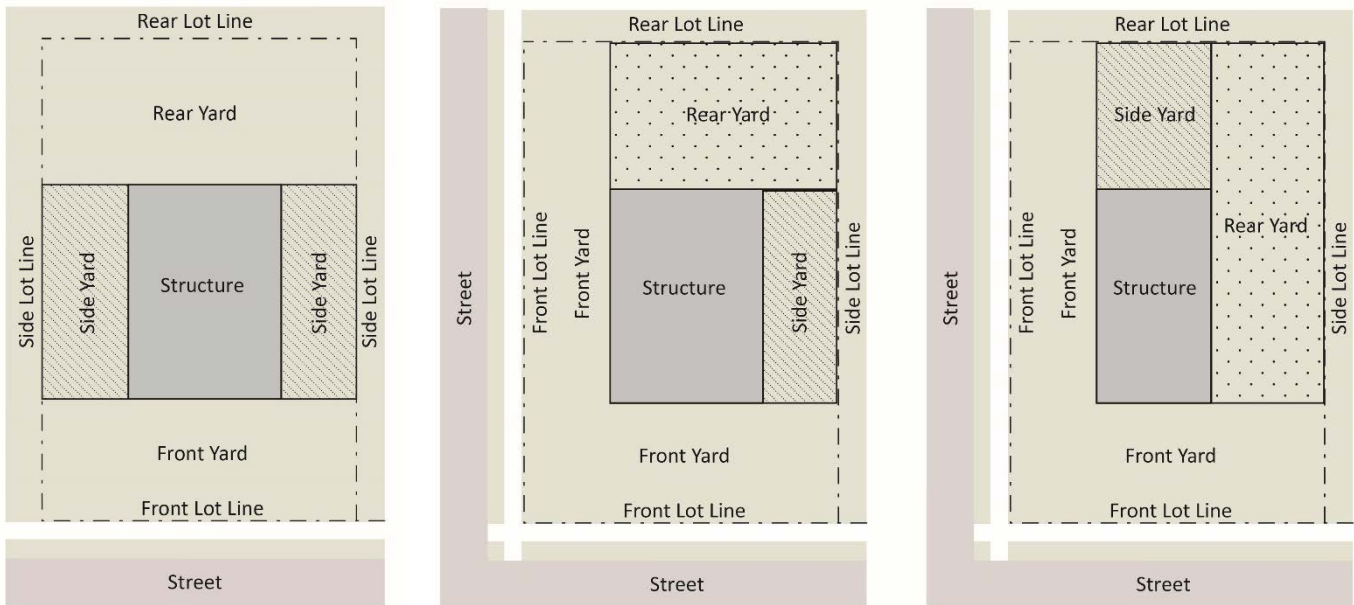 Rear Lot Line
Rear Yard
Side Lot Line
Side Yard
Structure
Side Yard
Side Lot Line
Front Yard
Front Lot Line
Street
Rear Lot Line
Rear Yard
Street
Front Lot Line
Front Yard
Structure
Side Yard
Side Lot Line
Front Yard
Front Lot Line
Street
Rear Lot Line
Side Yard
Rear Yard
Street
Front Lot Line
Front Yard
Structure
Side Lot Line
Front Yard
Front Lot Line
Street